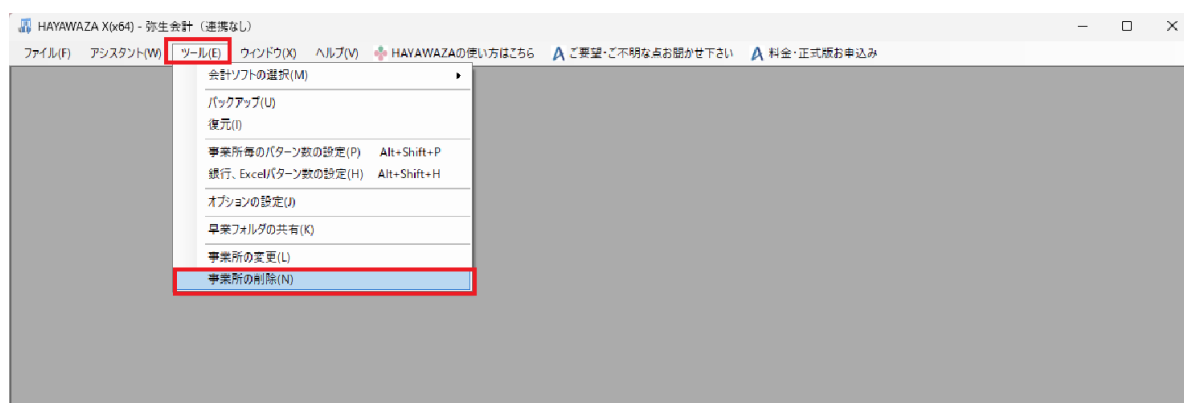 HAYAWAZA X(x64) - 弥生会計（連携なし）
ファイル(F) アシスタント(W) ツール(E) ウィンドウ(X) ヘルプ(V) HAYAWAZAの使い方はこちら ご要望・ご不明な点お聞かせ下さい 料金・正式版お申込み
会計ソフトの選択(M)
バックアップ(U)
復元(I)
事業所毎のパターン数の設定(P) Alt+Shift+P
銀行、Excelパターン数の設定(H) Alt+Shift+H
オプションの設定(J)
早業フォルダの共有(K)
事業所の変更(L)
事業所の削除(N)